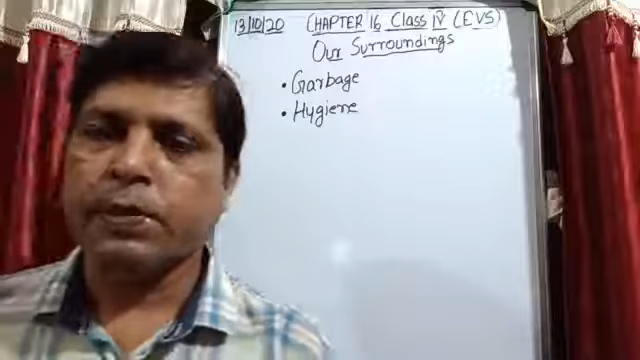 13/10/20 CHAPTER 16 Class IV (EVS)
Our Surroundings
• Garbage
• Hygiene